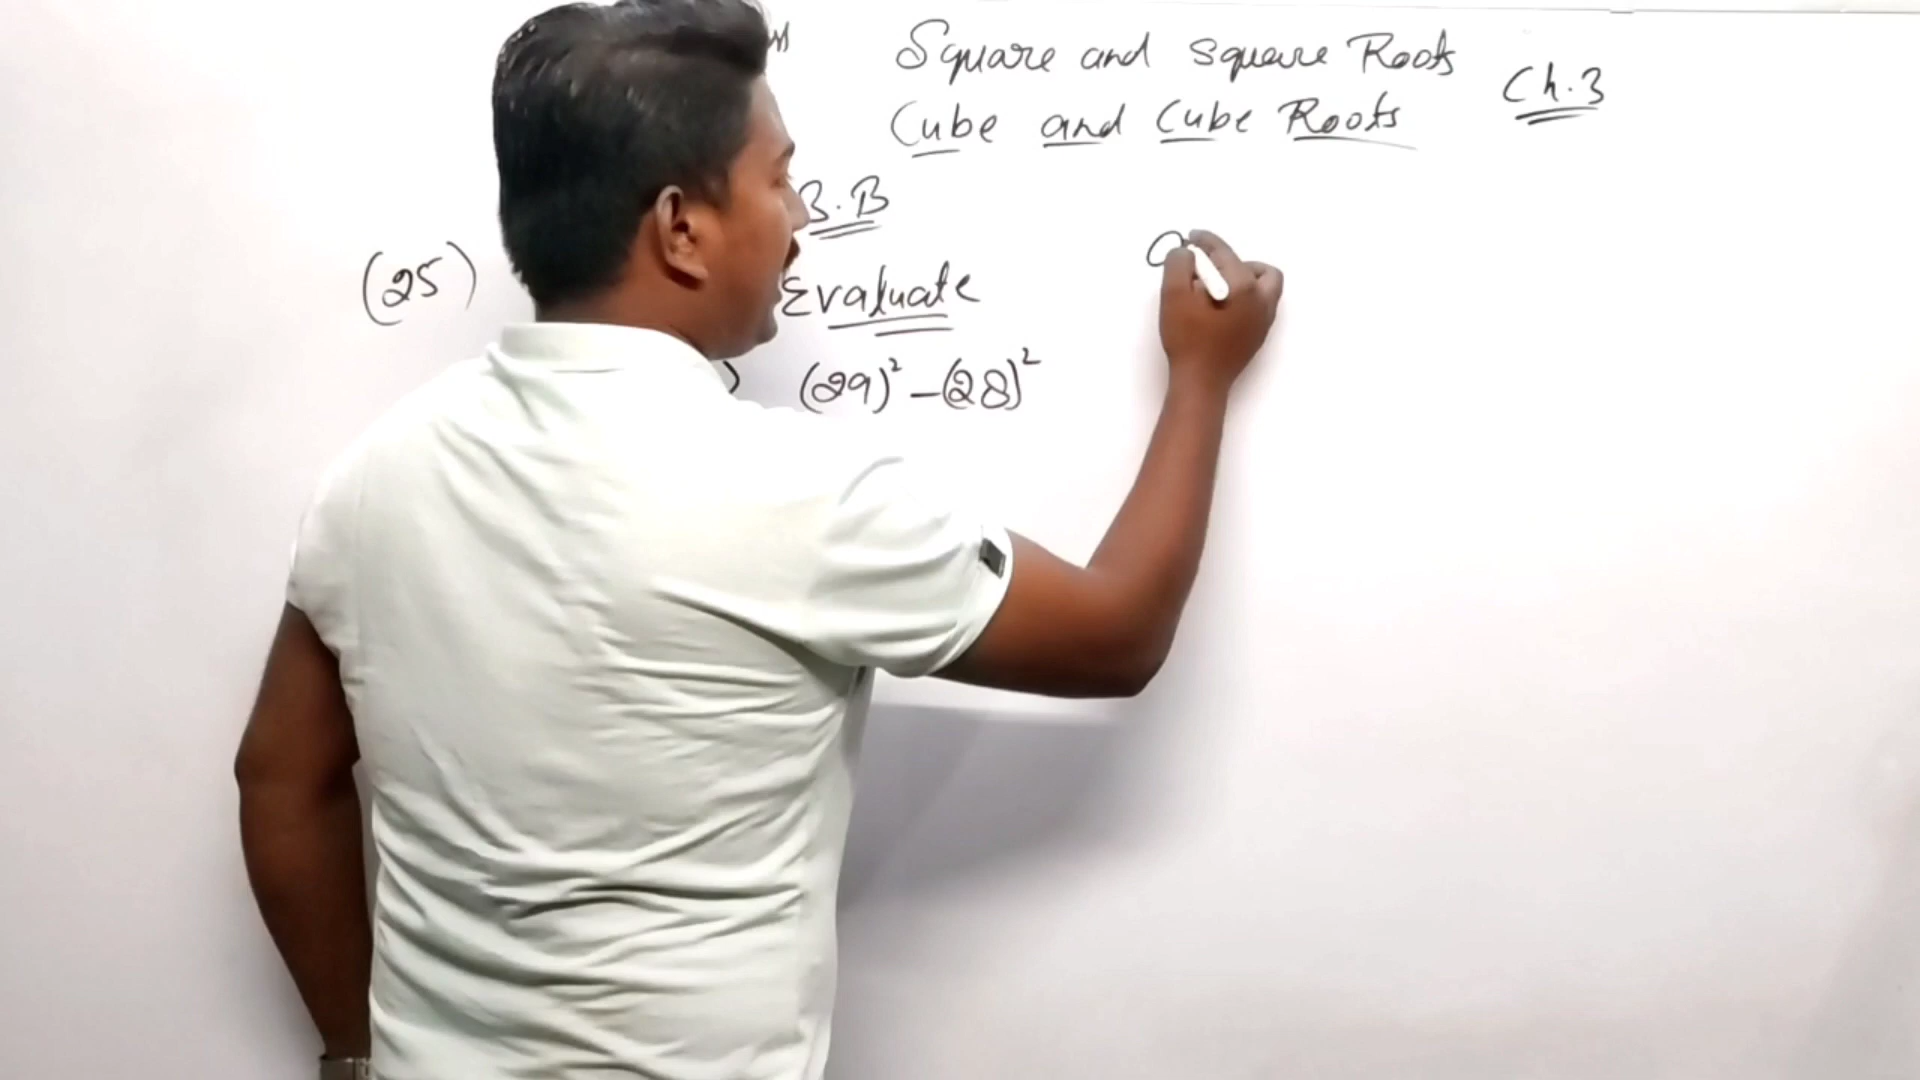 Square and square Roots
Cube and Cube Roots
Ch.3
3.B
(25)
Evaluate
) (29)² – (28)²